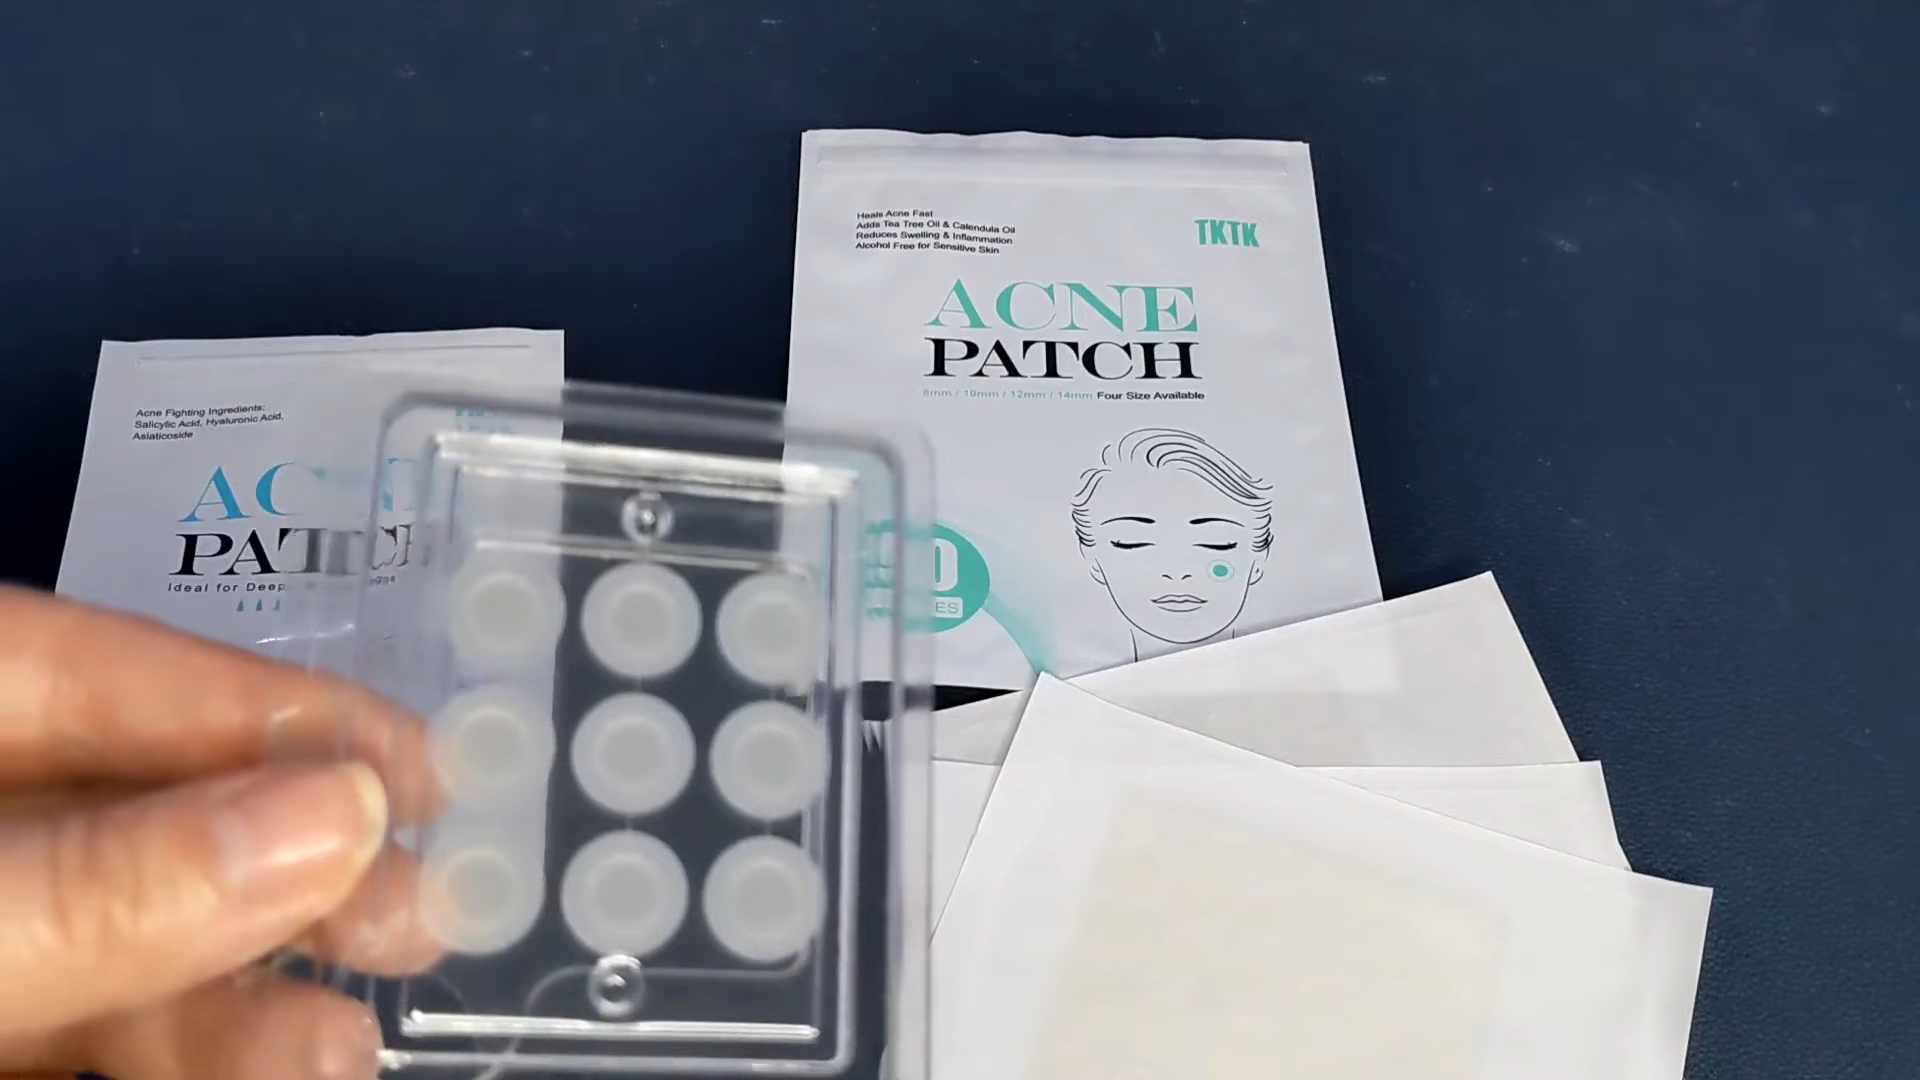 Heals Acne Fast
Adds Tea Tree Oil & Calendula Oil
Reduces Swelling & Inflammation
Alcohol Free for Sensitive Skin
TKTK
ACNE
PATCH
8mm / 10mm / 12mm / 14mm Four Size Available
Acne Fighting Ingredients:
Salicylic Acid, Hyaluronic Acid,
Asiaticoside
ACNE
PATCH
Ideal for Deep